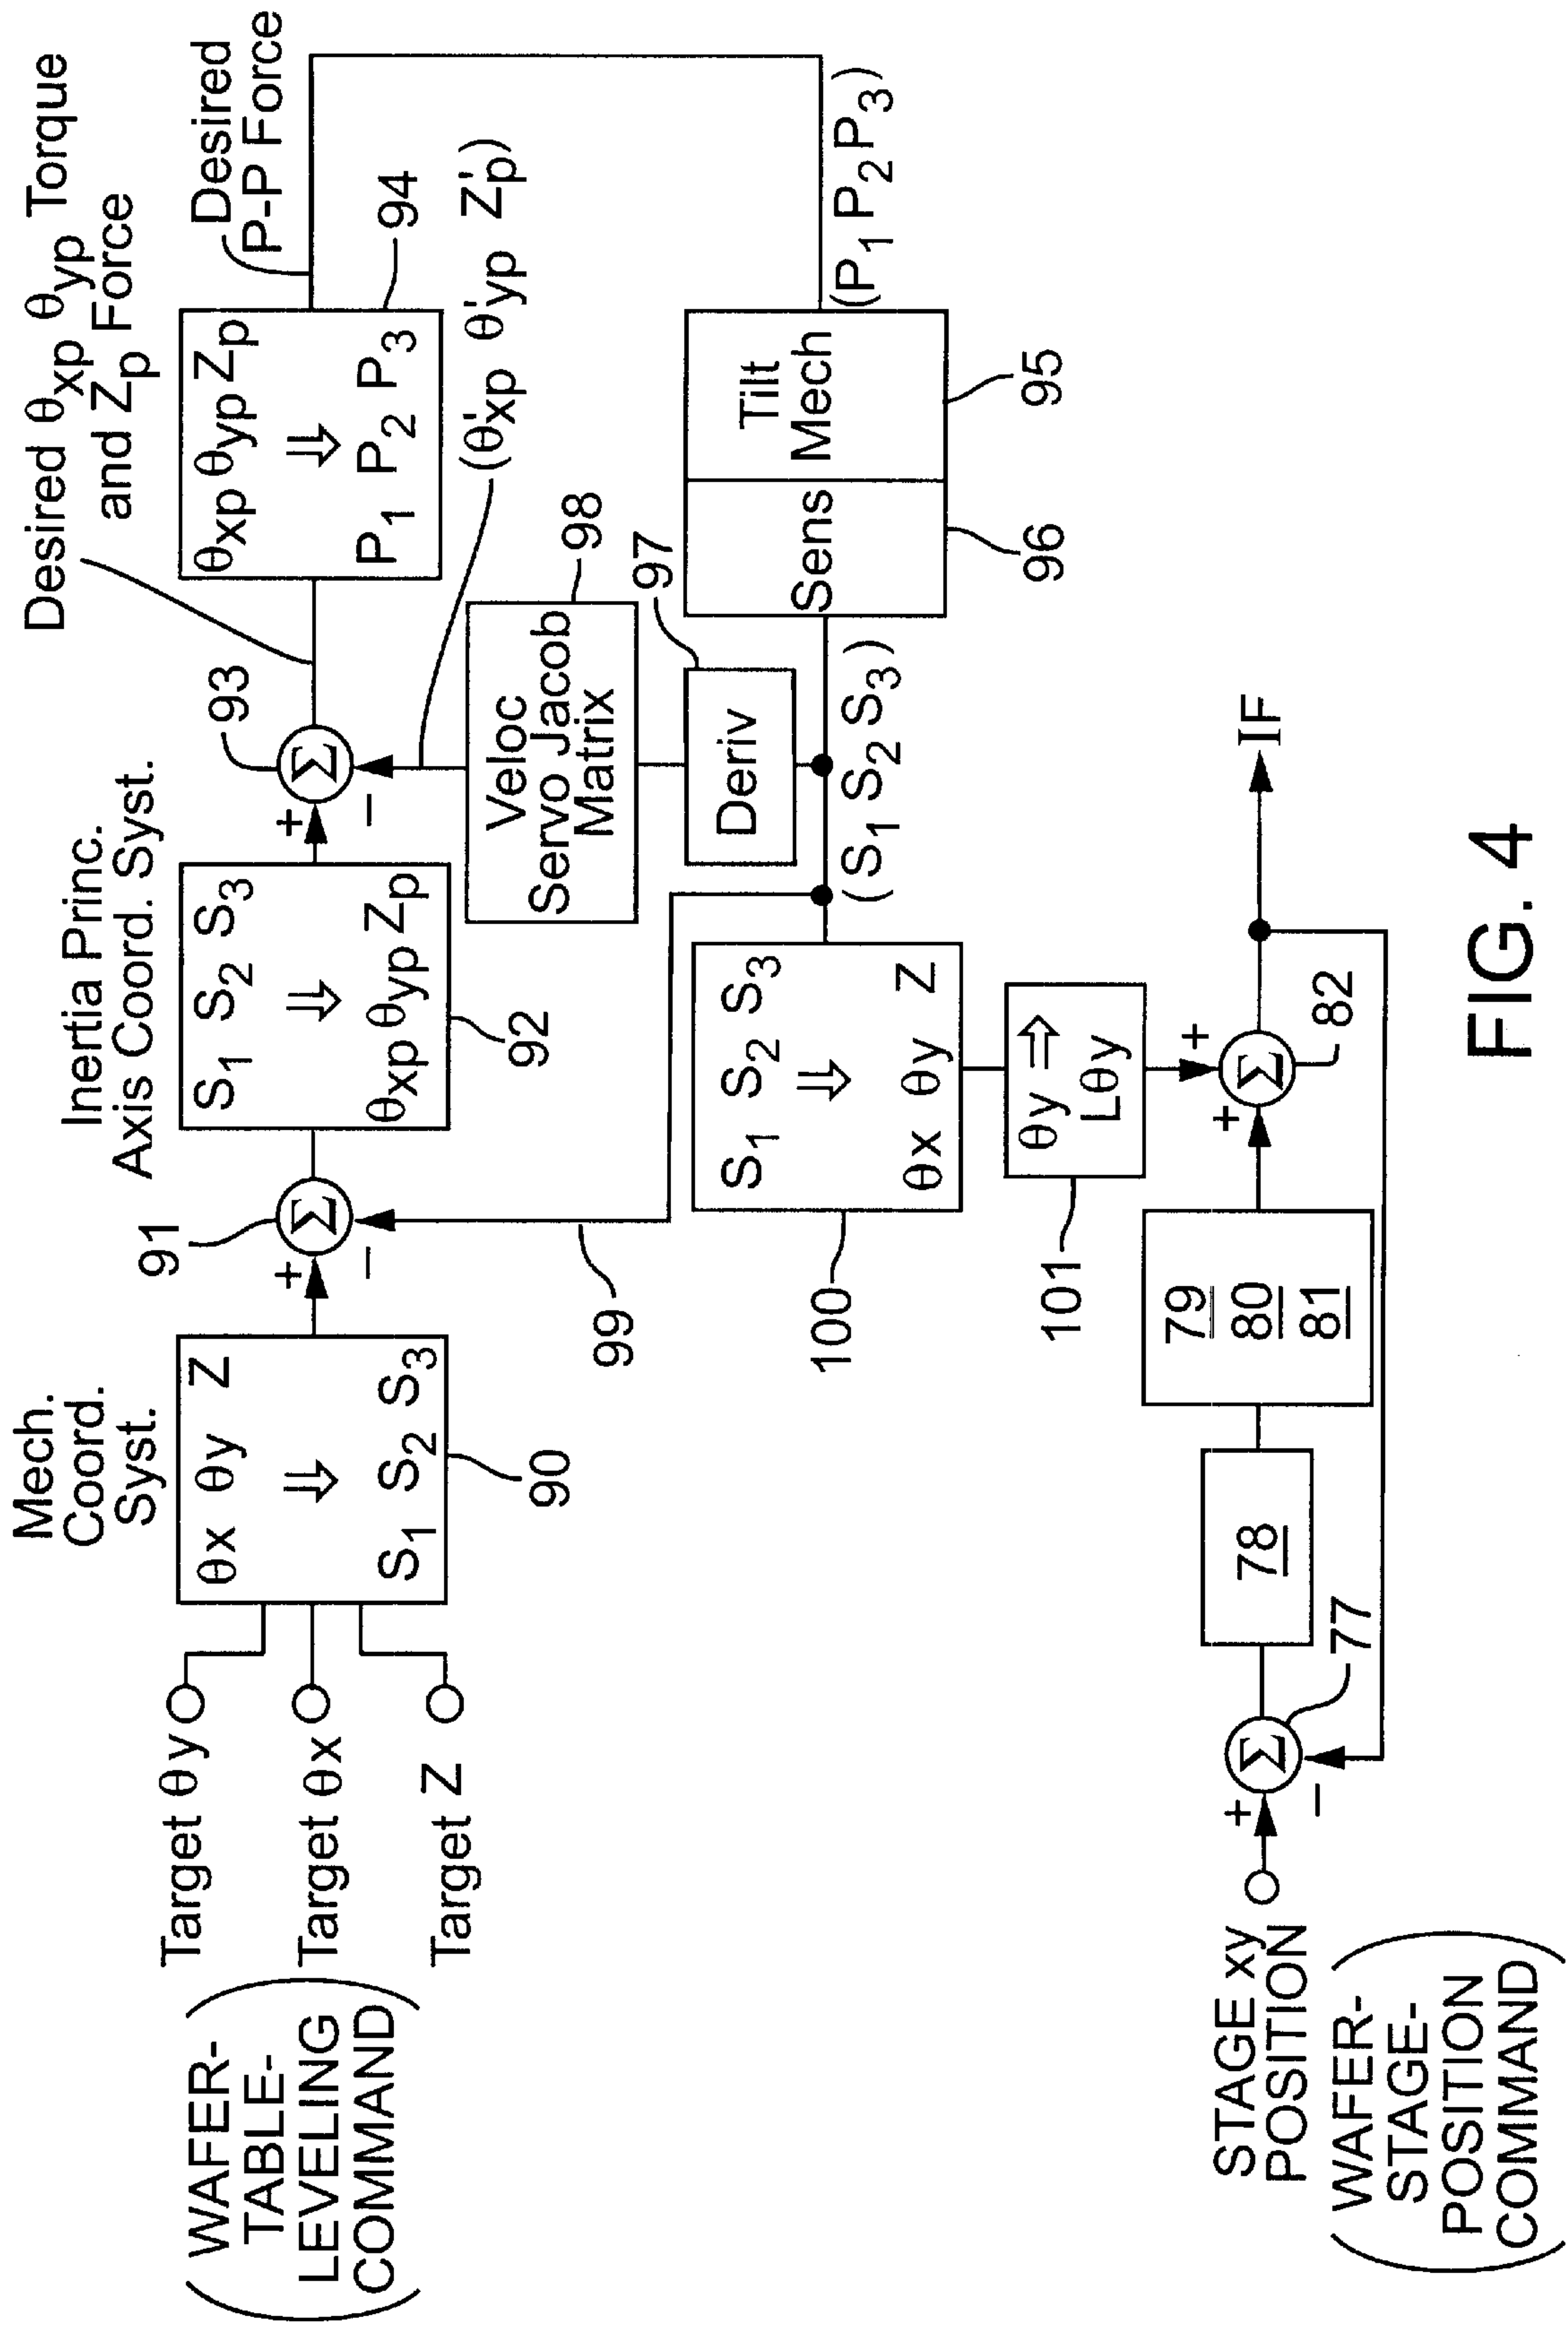 Mech.
Coord.
Syst.
Inertia Princ.
Axis Coord. Syst.
Desired θxp θyp Torque
and Zp Force
Desired
P-P Force
Target θy
Target θx
Target Z
(WAFER-
TABLE-
LEVELING
COMMAND)
θx θy Z
⇓
S1 S2 S3
90
+
−
Σ
91
S1 S2 S3
⇓
θxp θyp Zp
92
+
−
Σ
93
θxp θyp Zp
⇓
P1 P2 P3
94
(θ'xp θ'yp Z'p)
Veloc
Servo Jacob
Matrix
98
Deriv
97
99
Sens
96
Tilt
Mech
95
(P1 P2 P3)
(S1 S2 S3)
S1 S2 S3
⇓
θx θy Z
100
θy ⇒
Lθy
101
STAGE xy
POSITION
(WAFER-
STAGE-
POSITION
COMMAND)
+
−
Σ
77
78
79
80
81
+
+
Σ
82
IF
FIG. 4